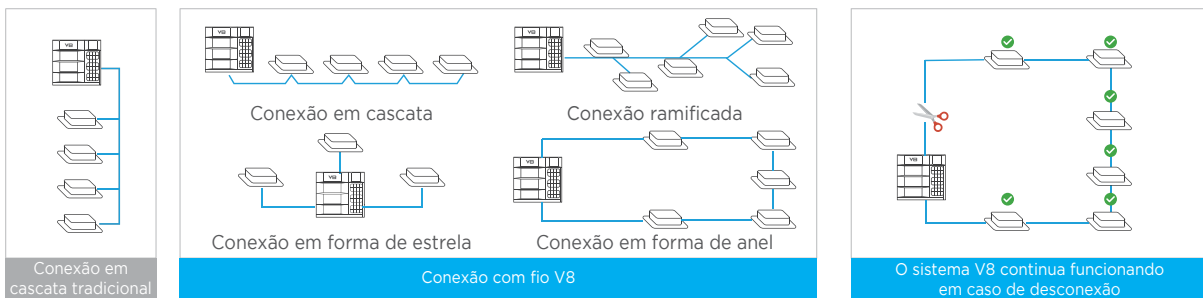 V8
Conexão em
cascata tradicional
V8
Conexão em cascata
V8
Conexão ramificada
V8
Conexão em forma de estrela
V8
Conexão em forma de anel
Conexão com fio V8
V8
O sistema V8 continua funcionando
em caso de desconexão